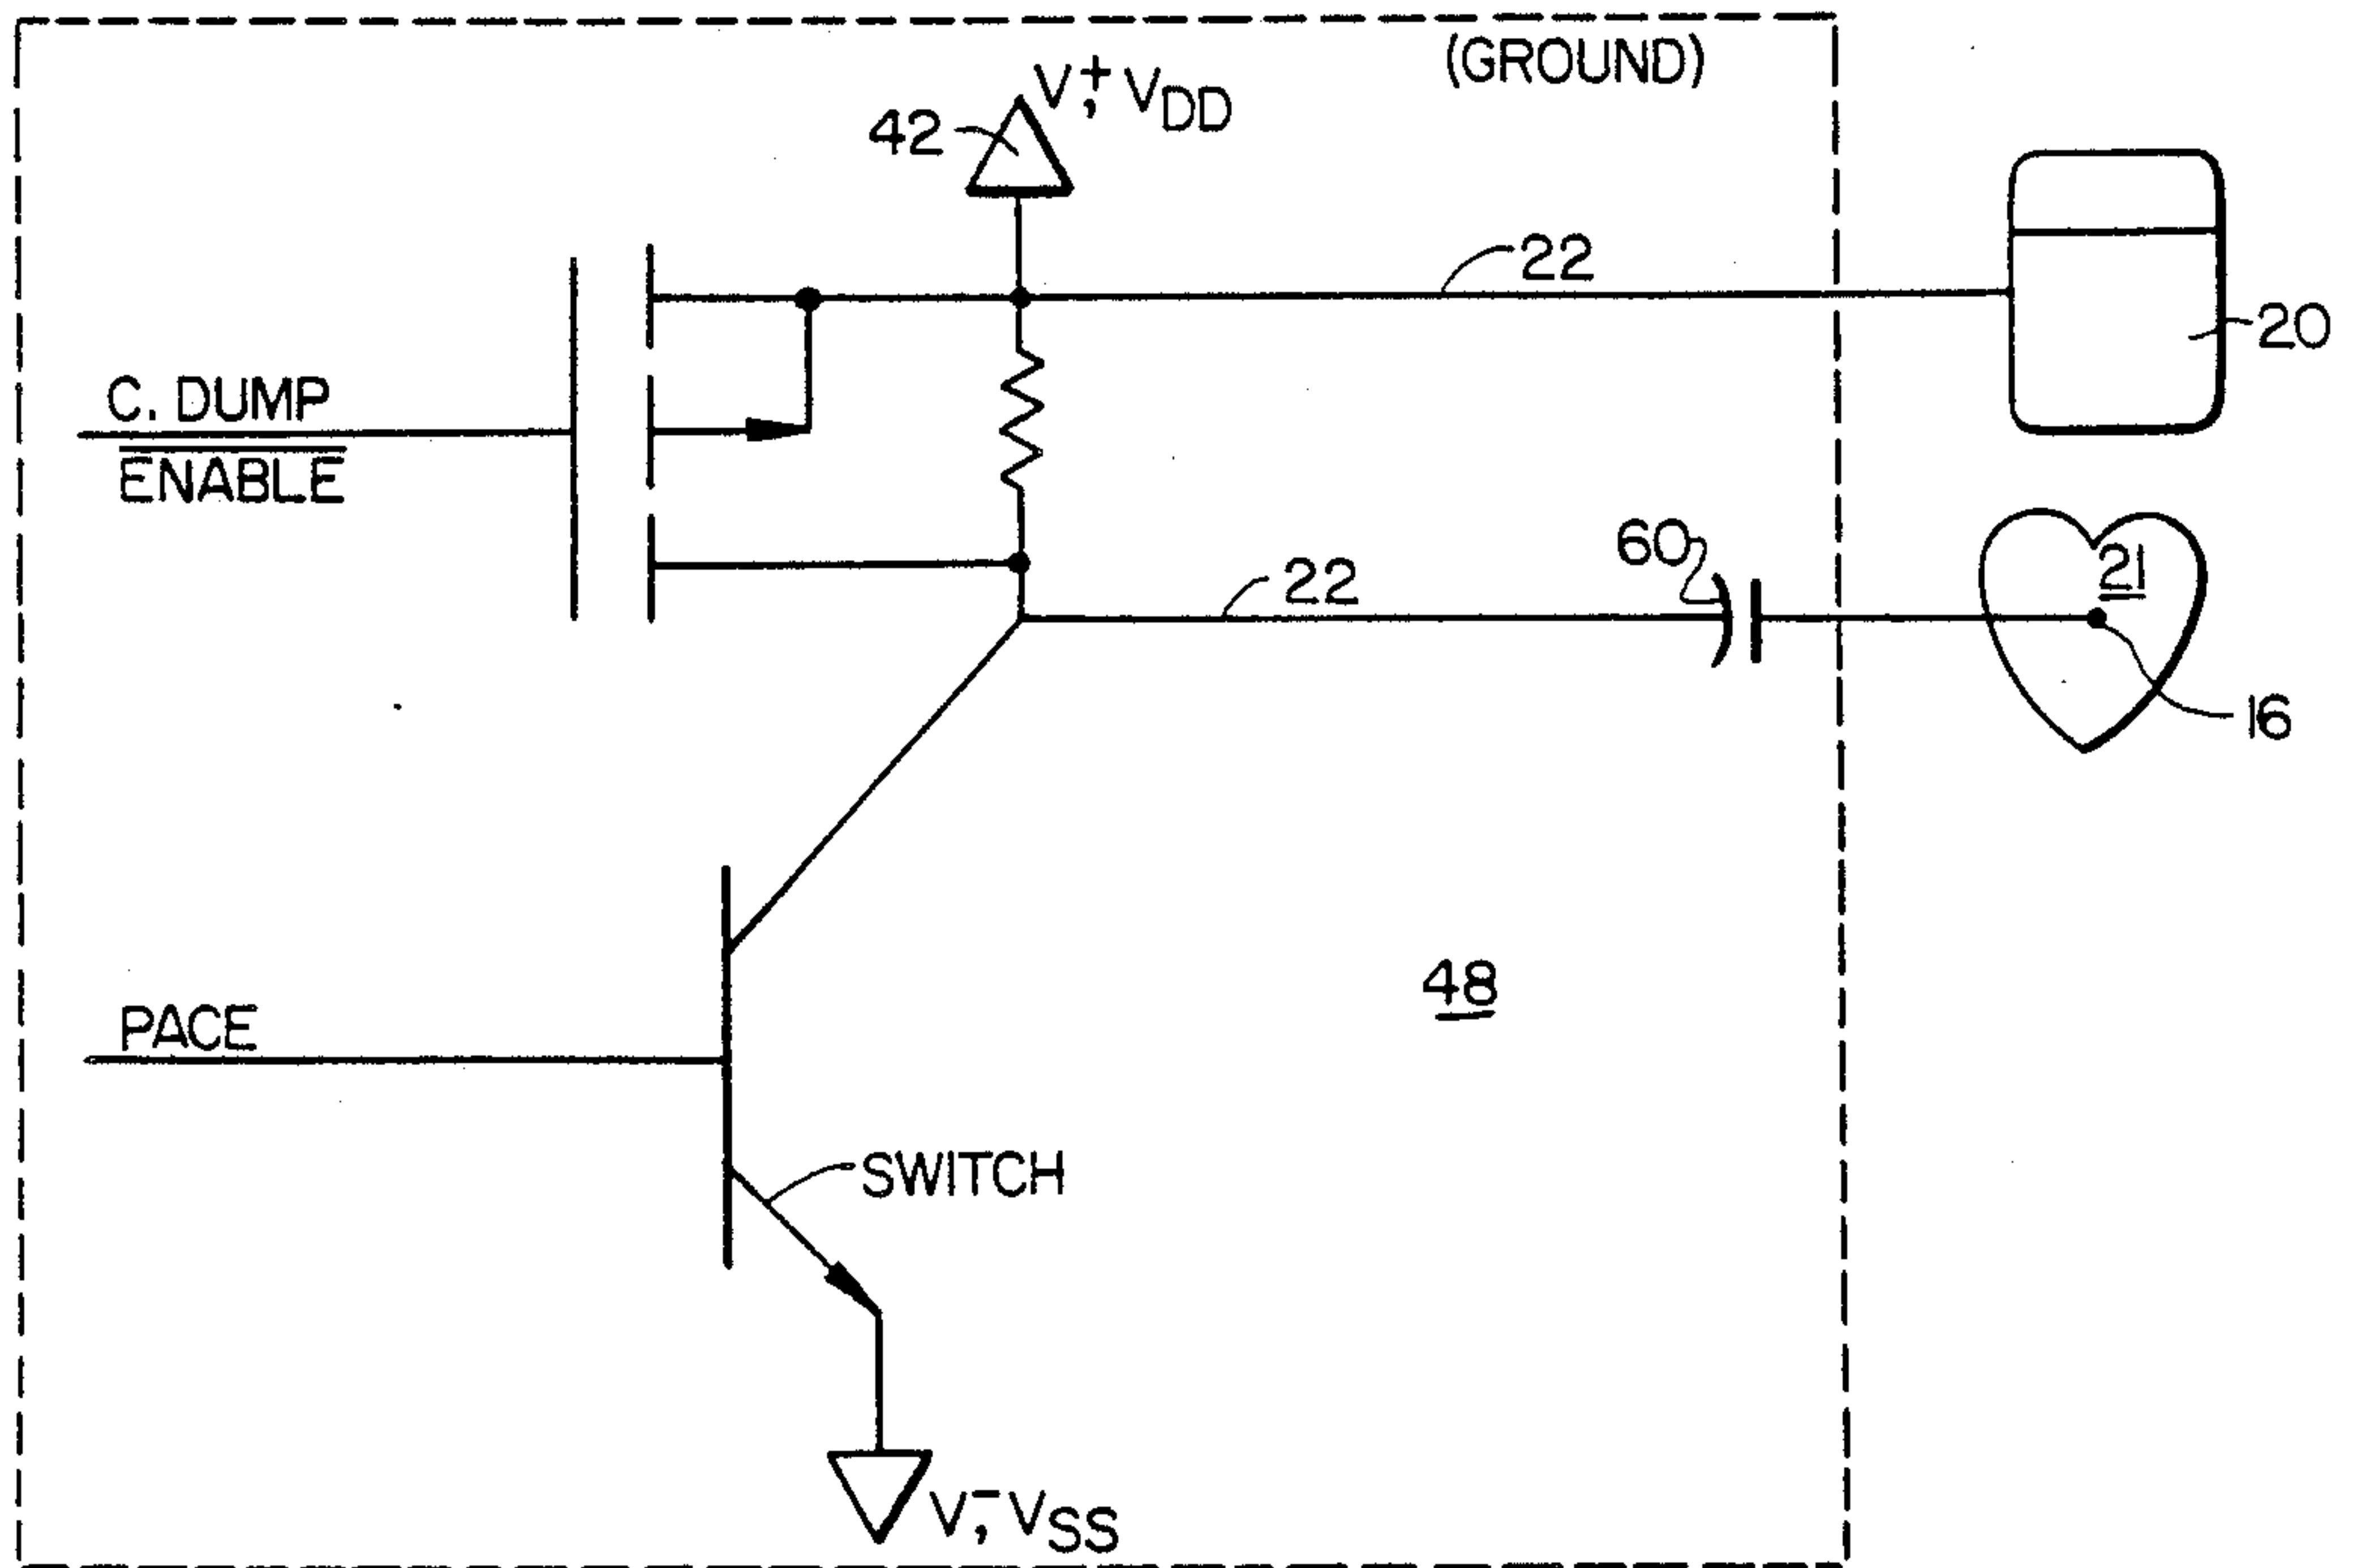 (GROUND)
V,+ VDD
42
22
20
C. DUMP
ENABLE
60
21
22
16
48
PACE
SWITCH
V,- VSS